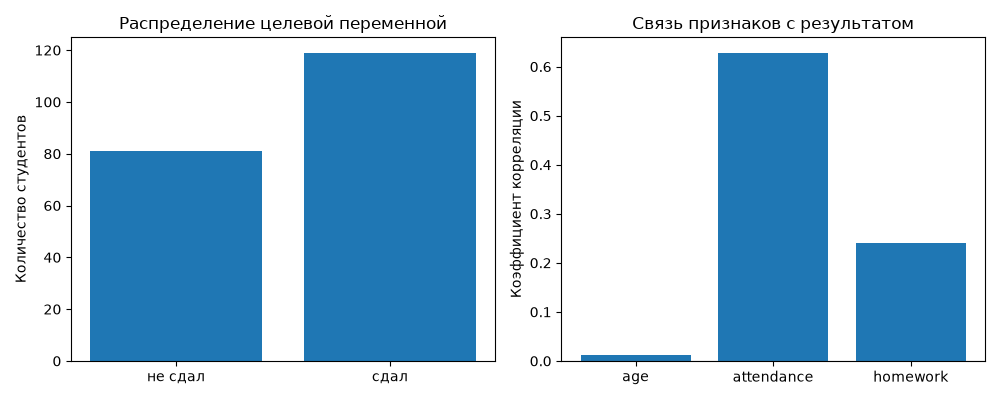 Распределение целевой переменной
Количество студентов
120
100
80
60
40
20
0
не сдал
сдал
Связь признаков с результатом
Коэффициент корреляции
0.6
0.5
0.4
0.3
0.2
0.1
0.0
age
attendance
homework